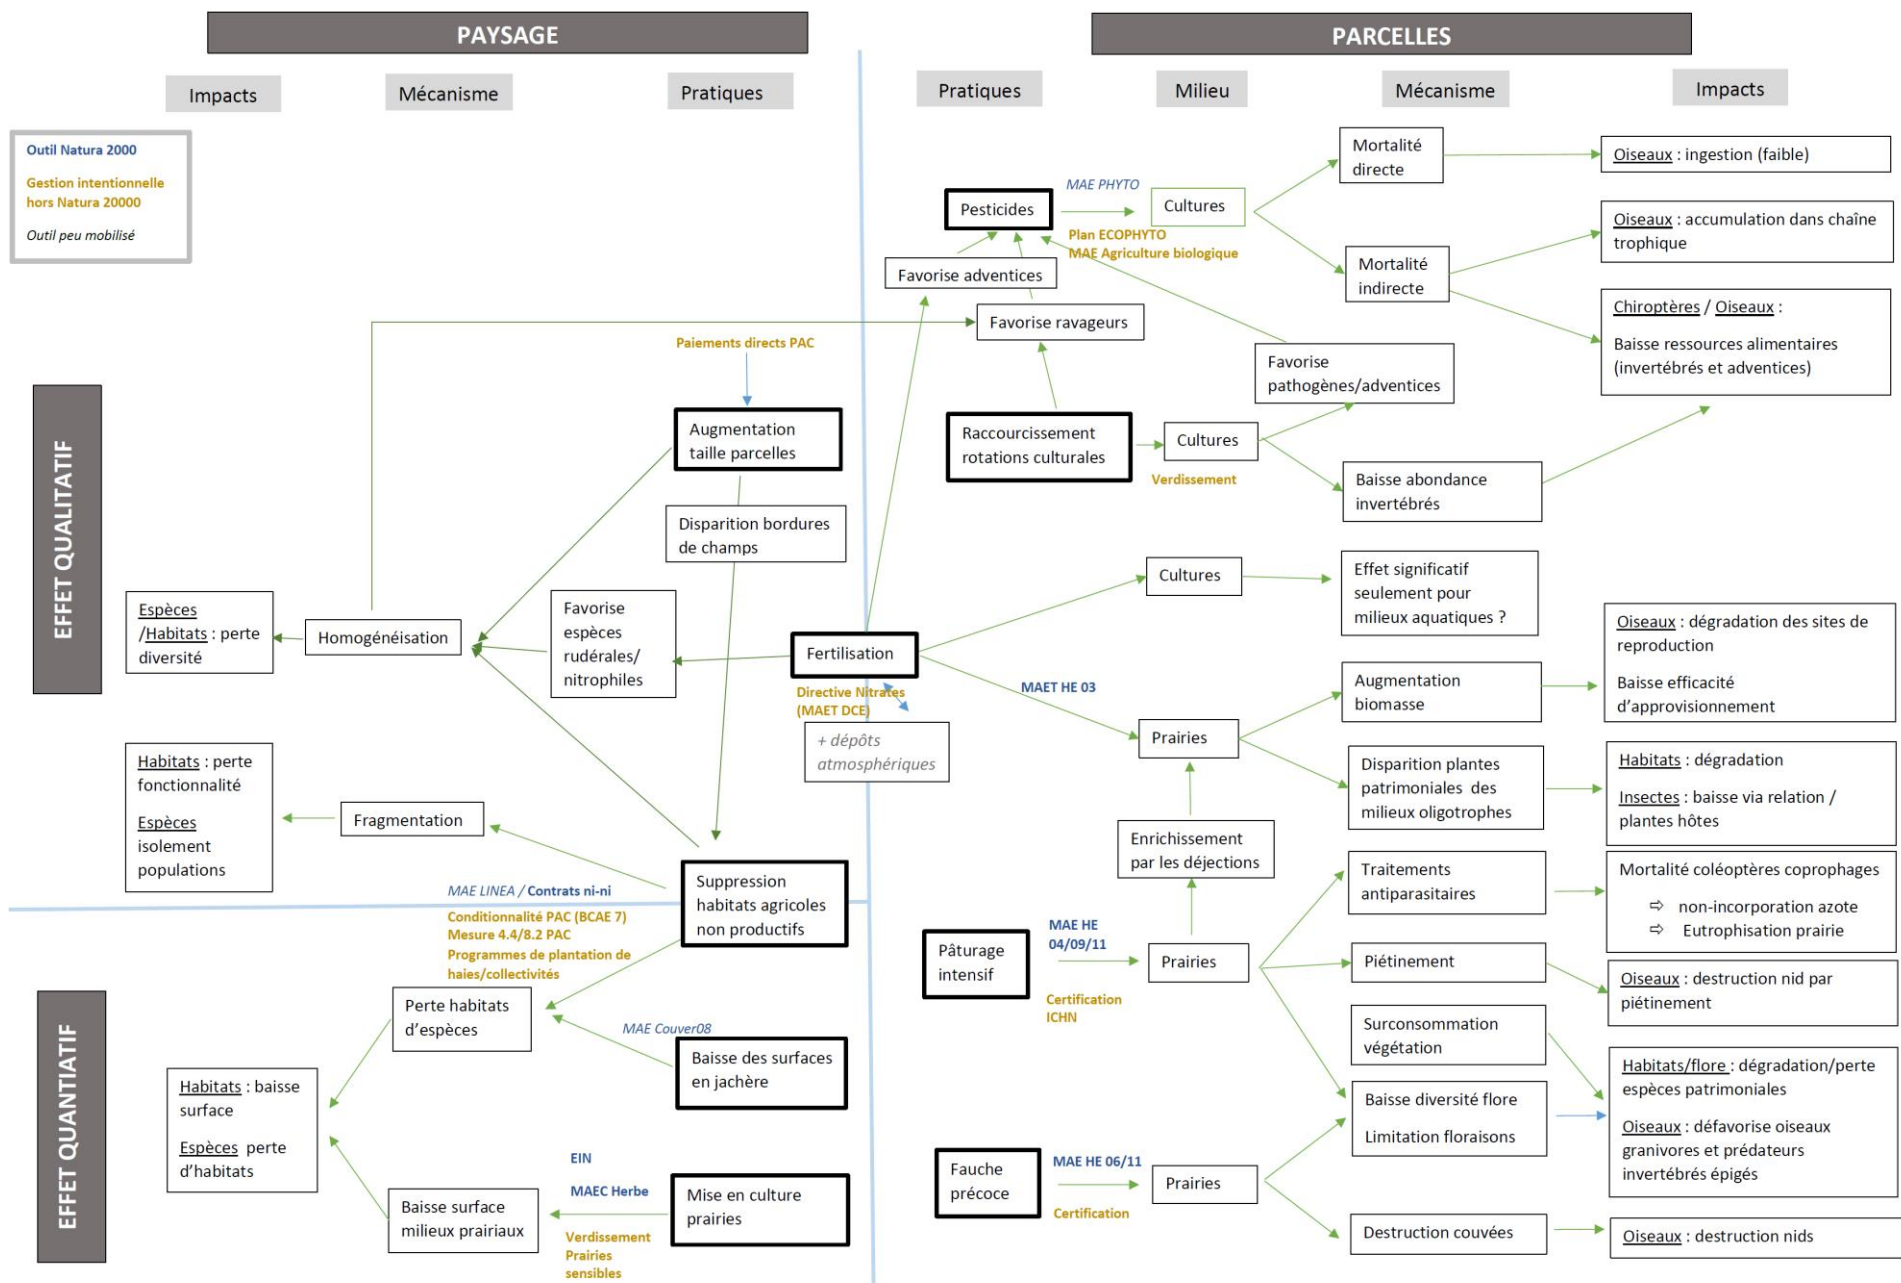 PAYSAGE
PARCELLES
Impacts
Mécanisme
Pratiques
Pratiques
Milieu
Mécanisme
Impacts
Outil Natura 2000
Gestion intentionnelle
hors Natura 20000
Outil peu mobilisé
EFFET QUALITATIF
EFFET QUANTIATIF
Paiements directs PAC
Augmentation
taille parcelles
Disparition bordures
de champs
Espèces
/Habitats : perte
diversité
Homogénéisation
Favorise
espèces
rudérales/
nitrophiles
Fertilisation
Directive Nitrates
(MAET DCE)
+ dépôts
atmosphériques
Habitats : perte
fonctionnalité
Espèces
isolement
populations
Fragmentation
Suppression
habitats agricoles
non productifs
MAE LINEA / Contrats ni-ni
Conditionnalité PAC (BCAE 7)
Mesure 4.4/8.2 PAC
Programmes de plantation de
haies/collectivités
Perte habitats
d’espèces
MAE Couver08
Baisse des surfaces
en jachère
Habitats : baisse
surface
Espèces perte
d’habitats
EIN
MAEC Herbe
Baisse surface
milieux prairiaux
Mise en culture
prairies
Verdissement
Prairies
sensibles
Pesticides
MAE PHYTO
Cultures
Plan ECOPHYTO
MAE Agriculture biologique
Mortalité
directe
Oiseaux : ingestion (faible)
Mortalité
indirecte
Oiseaux : accumulation dans chaîne
trophique
Chiroptères / Oiseaux :
Baisse ressources alimentaires
(invertébrés et adventices)
Favorise adventices
Favorise ravageurs
Favorise
pathogènes/adventices
Raccourcissement
rotations culturales
Cultures
Verdissement
Baisse abondance
invertébrés
Cultures
Effet significatif
seulement pour
milieux aquatiques ?
MAET HE 03
Prairies
Augmentation
biomasse
Oiseaux : dégradation des sites de
reproduction
Baisse efficacité
d’approvisionnement
Disparition plantes
patrimoniales des
milieux oligotrophes
Habitats : dégradation
Insectes : baisse via relation /
plantes hôtes
Enrichissement
par les déjections
Pâturage
intensif
MAE HE
04/09/11
Certification
ICHN
Prairies
Traitements
antiparasitaires
Mortalité coléoptères coprophages
⇨ non-incorporation azote
⇨ Eutrophisation prairie
Piétinement
Oiseaux : destruction nid par
piétinement
Surconsommation
végétation
Habitats/flore : dégradation/perte
espèces patrimoniales
Oiseaux : défavorise oiseaux
granivores et prédateurs
invertébrés épigés
Baisse diversité flore
Limitation floraisons
Fauche
précoce
MAE HE 06/11
Certification
Prairies
Destruction couvées
Oiseaux : destruction nids